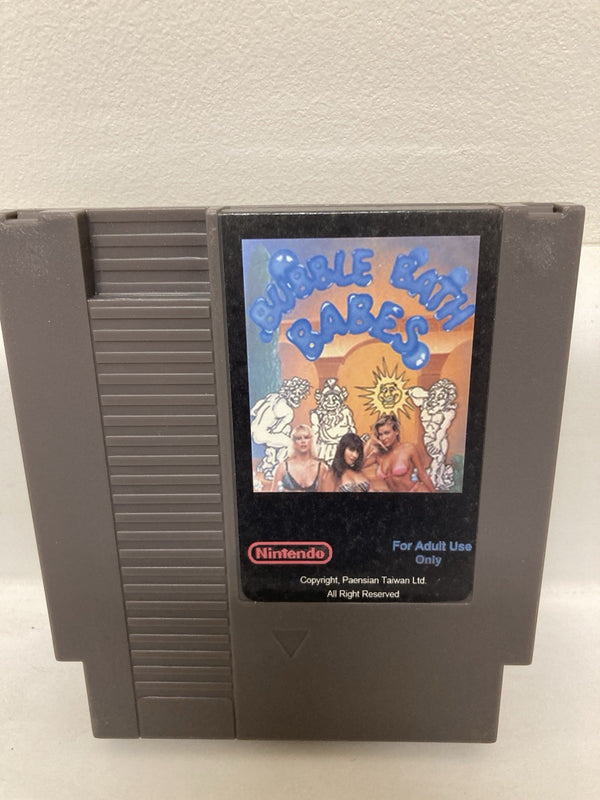 BUBBLE BATH
BABES
Nintendo
For Adult Use
Only
Copyright, Paensian Taiwan Ltd.
All Right Reserved